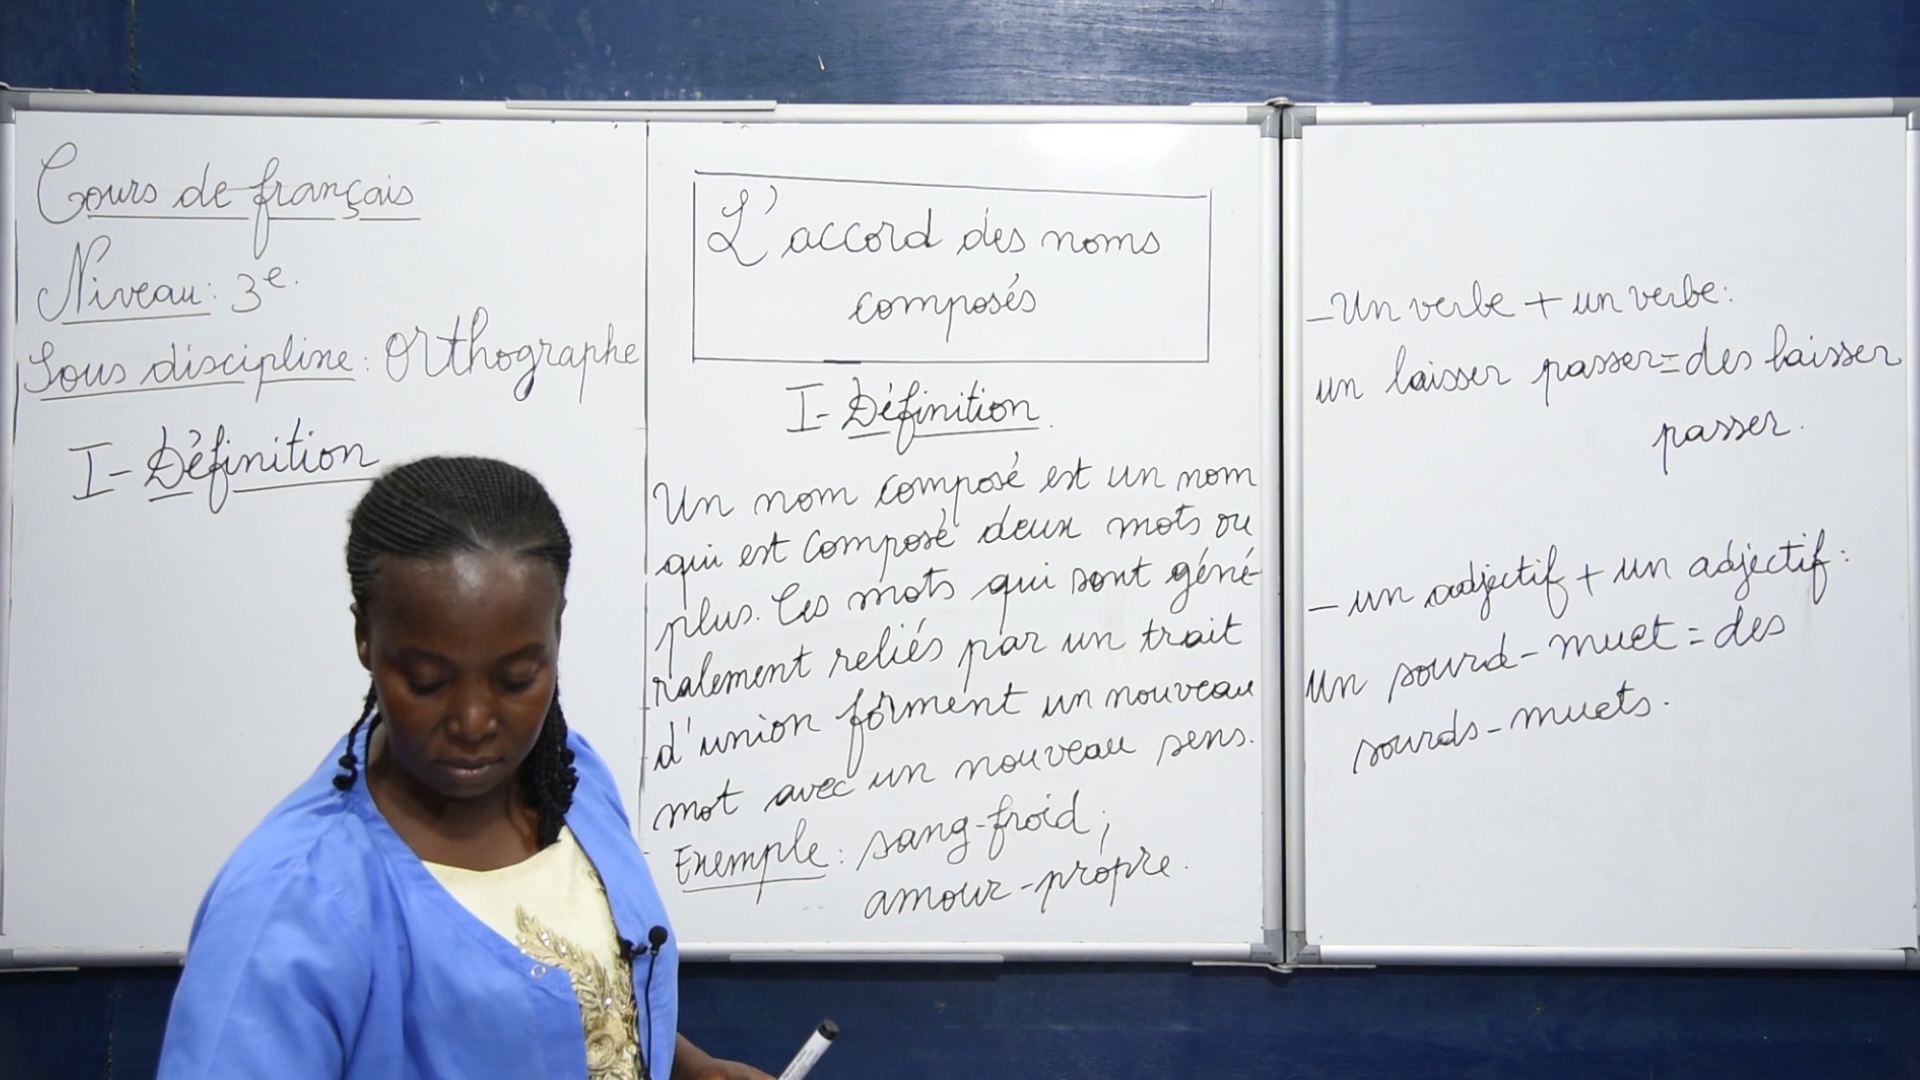 Cours de français
Niveau: 3e.
Sous discipline: Orthographe
I- Définition
L'accord des noms
composés
I- Définition.
Un nom composé est un nom
qui est composé deux mots ou
plus. Ces mots qui sont géné-
ralement reliés par un trait
d'union forment un nouveau
mot avec un nouveau sens.
Exemple: sang-froid;
amour-propre.
-Un verbe + un verbe:
un laisser passer=des laisser
passer.
- un adjectif + un adjectif:
Un sourd-muet = des
sourds-muets.